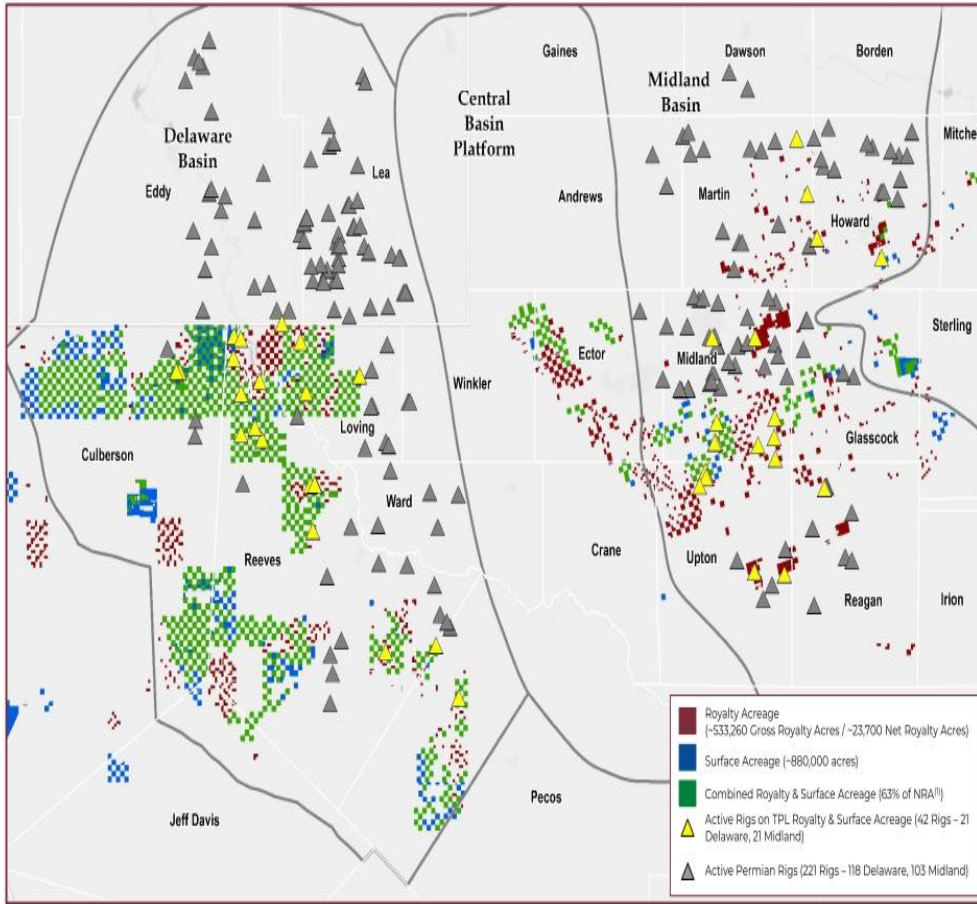 Gaines
Dawson
Borden
Central
Basin
Platform
Midland
Basin
Delaware
Basin
Mitche
Eddy
Lea
Andrews
Martin
Howard
Sterling
Ector
Midland
Winkler
Loving
Culberson
Glasscock
Ward
Reeves
Crane
Upton
Reagan
Irion
Pecos
Jeff Davis
Royalty Acreage
(~533,260 Gross Royalty Acres / ~23,700 Net Royalty Acres)
Surface Acreage (~880,000 acres)
Combined Royalty & Surface Acreage (63% of NRA(1))
Active Rigs on TPL Royalty & Surface Acreage (42 Rigs – 21
Delaware, 21 Midland)
Active Permian Rigs (221 Rigs – 118 Delaware, 103 Midland)